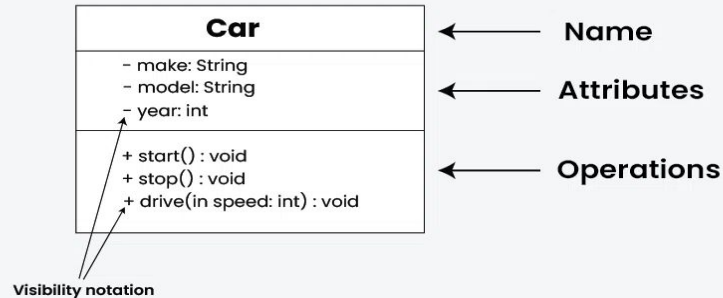 Car
Name
- make: String
- model: String
- year: int
Attributes
+ start() : void
+ stop() : void
+ drive(in speed: int) : void
Operations
Visibility notation